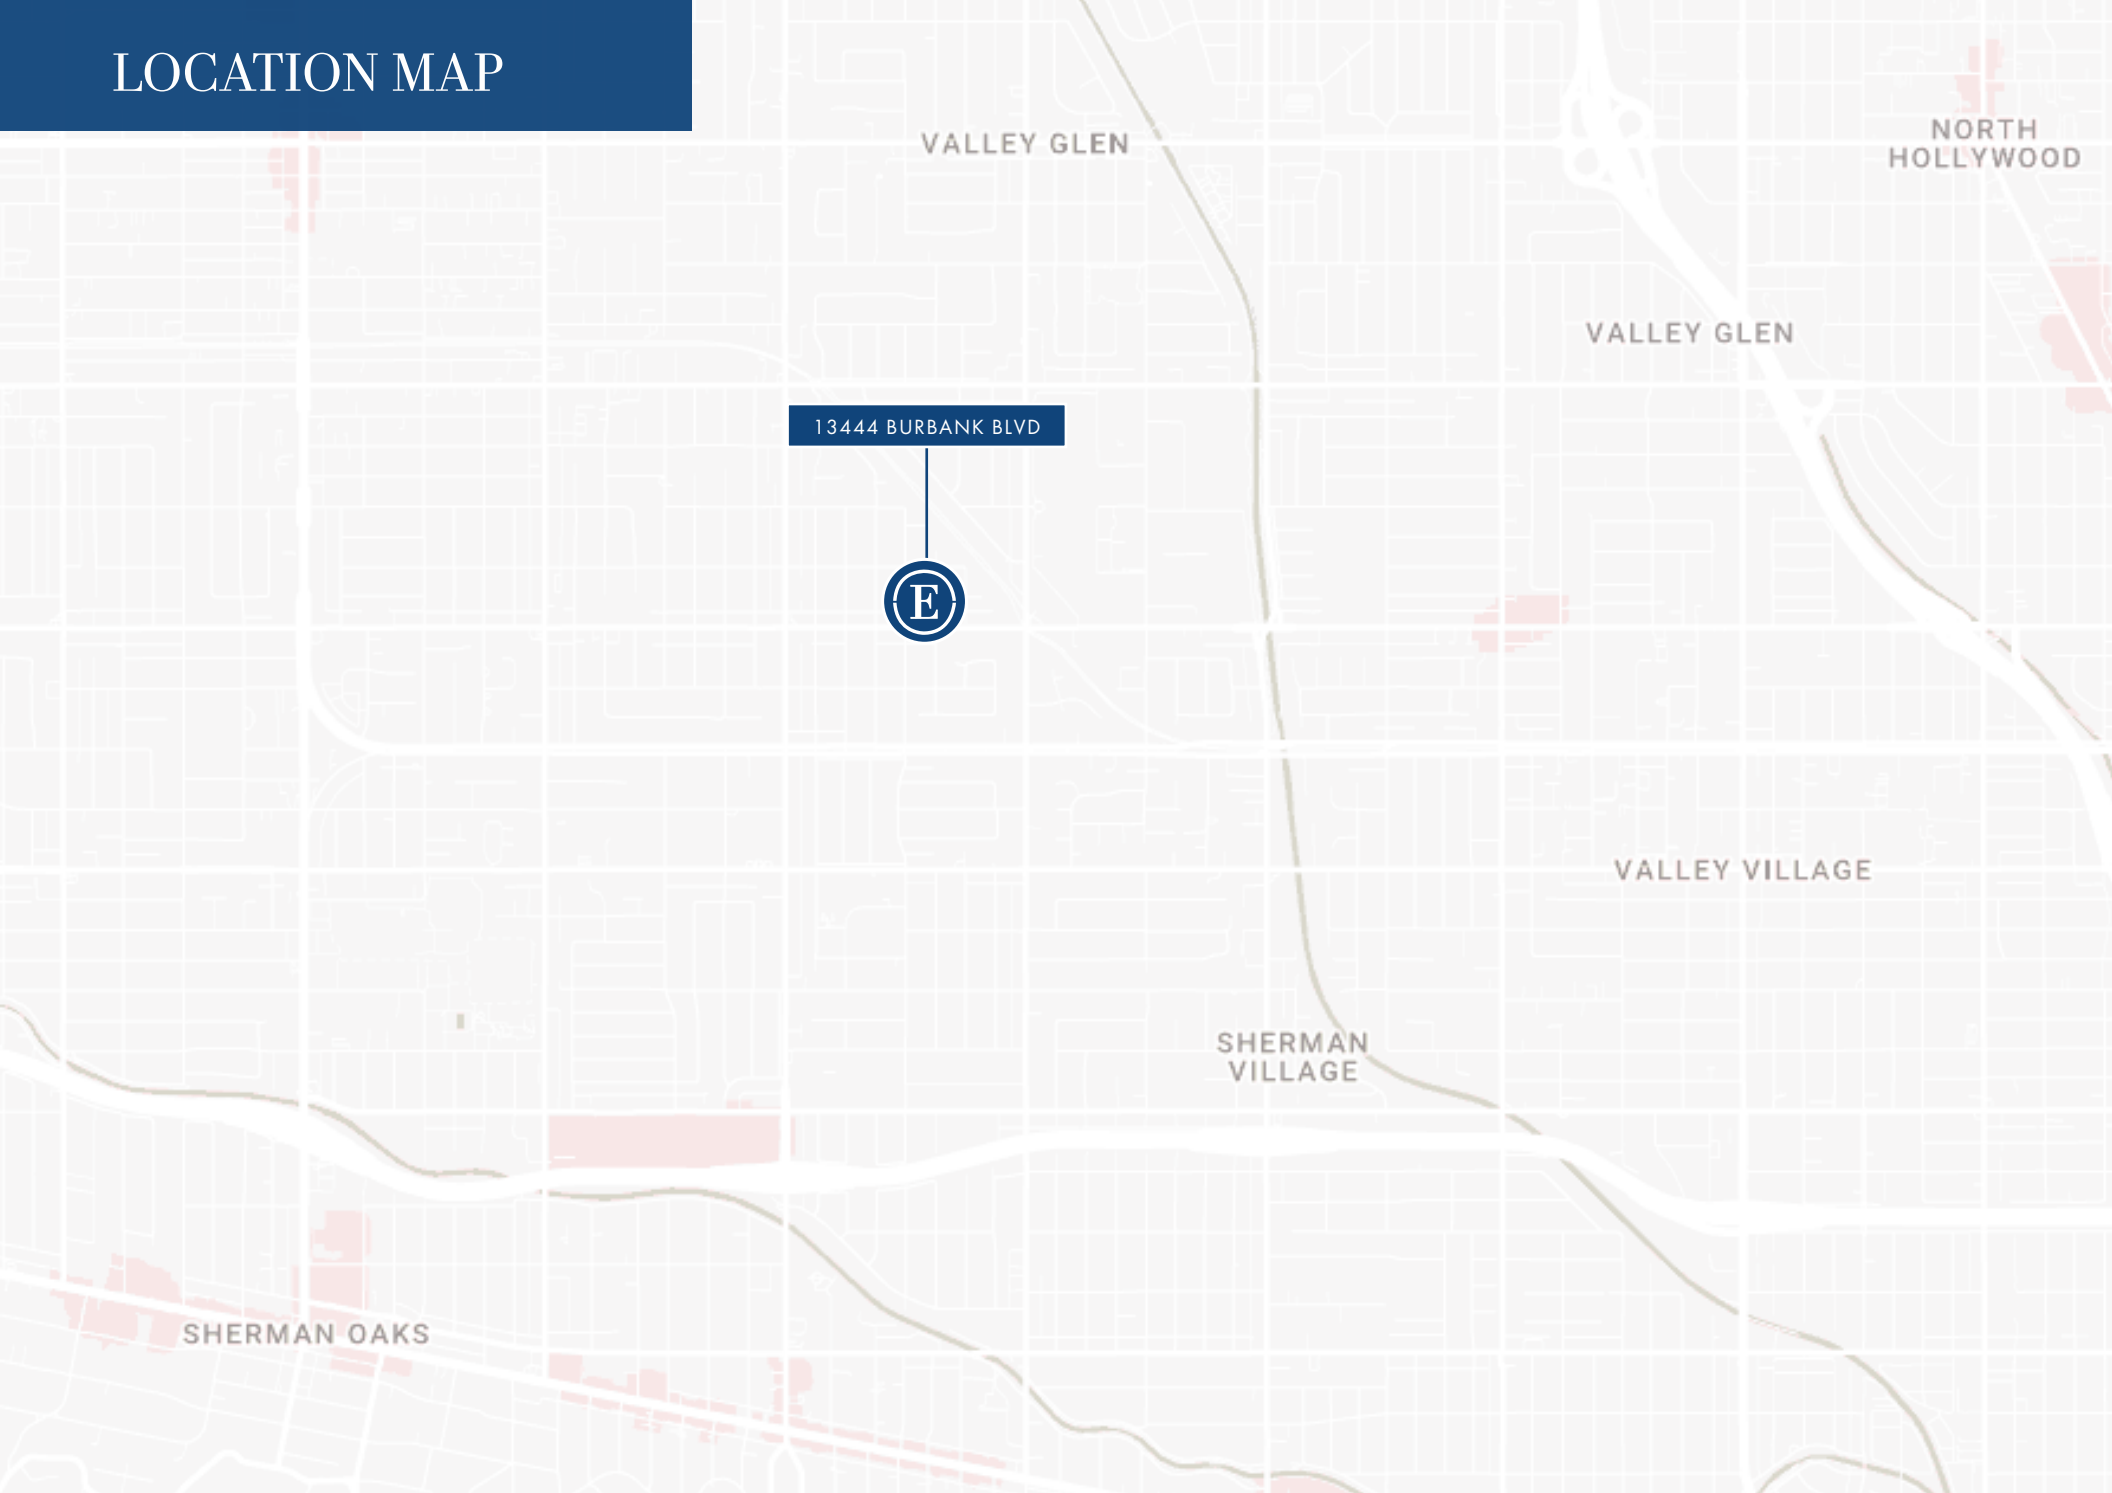 LOCATION MAP
VALLEY GLEN
NORTH
HOLLYWOOD
VALLEY GLEN
13444 BURBANK BLVD
E
VALLEY VILLAGE
SHERMAN
VILLAGE
SHERMAN OAKS